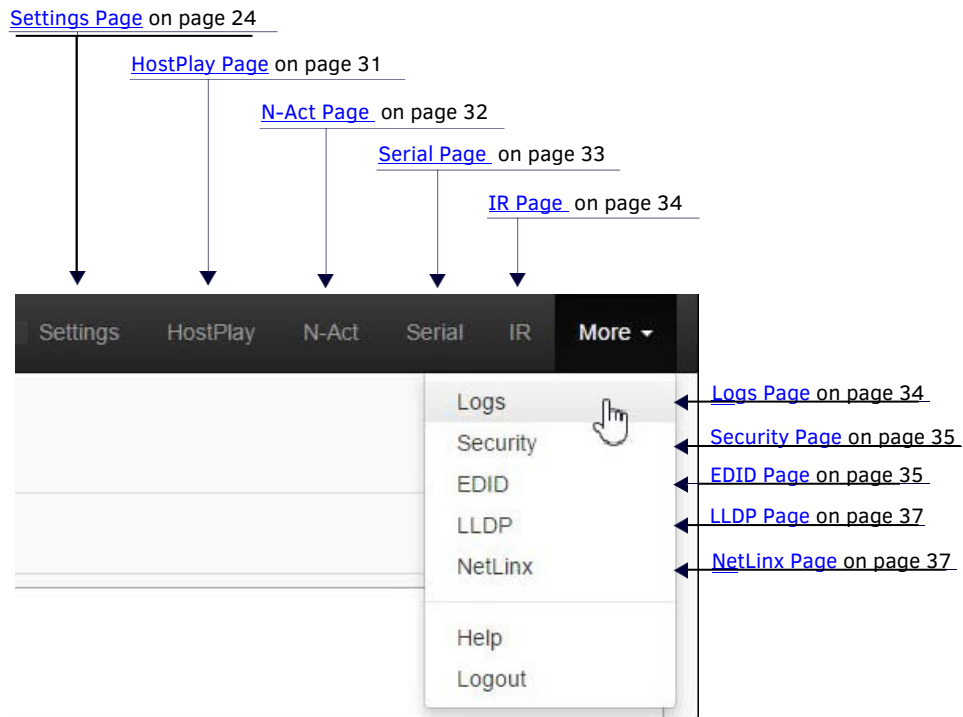 Settings Page on page 24
HostPlay Page on page 31
N-Act Page on page 32
Serial Page on page 33
IR Page on page 34
Settings HostPlay N-Act Serial IR More
Logs
Logs Page on page 34
Security
Security Page on page 35
EDID
EDID Page on page 35
LLDP
LLDP Page on page 37
NetLinx
NetLinx Page on page 37
Help
Logout